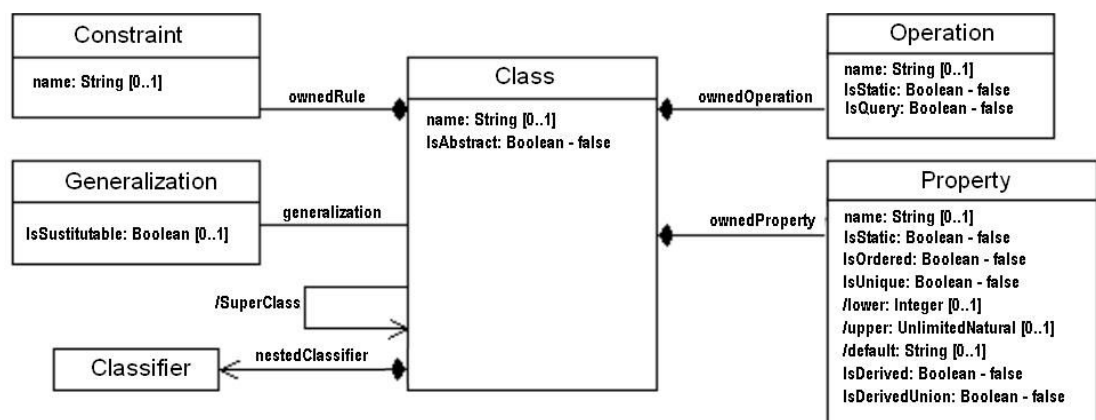 Constraint
name: String [0..1]
ownedRule
Generalization
IsSustitutable: Boolean [0..1]
generalization
/SuperClass
Classifier
nestedClassifier
Class
name: String [0..1]
IsAbstract: Boolean - false
ownedOperation
Operation
name: String [0..1]
IsStatic: Boolean - false
IsQuery: Boolean - false
ownedProperty
Property
name: String [0..1]
IsStatic: Boolean - false
IsOrdered: Boolean - false
IsUnique: Boolean - false
/lower: Integer [0..1]
/upper: UnlimitedNatural [0..1]
/default: String [0..1]
IsDerived: Boolean - false
IsDerivedUnion: Boolean - false